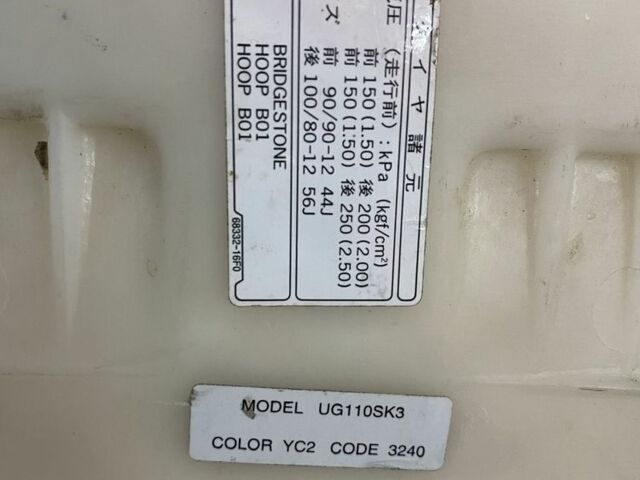 イヤ諸元
圧 (走行前) : kPa (kgf/cm²)
前 150 (1.50) 後 200 (2.00)
前 150 (1.50) 後 250 (2.50)
ズ 前 90/90-12 44J
後 100/80-12 56J
BRIDGESTONE
HOOP B01
HOOP B01
68332-16F0
MODEL UG110SK3
COLOR YC2 CODE 3240